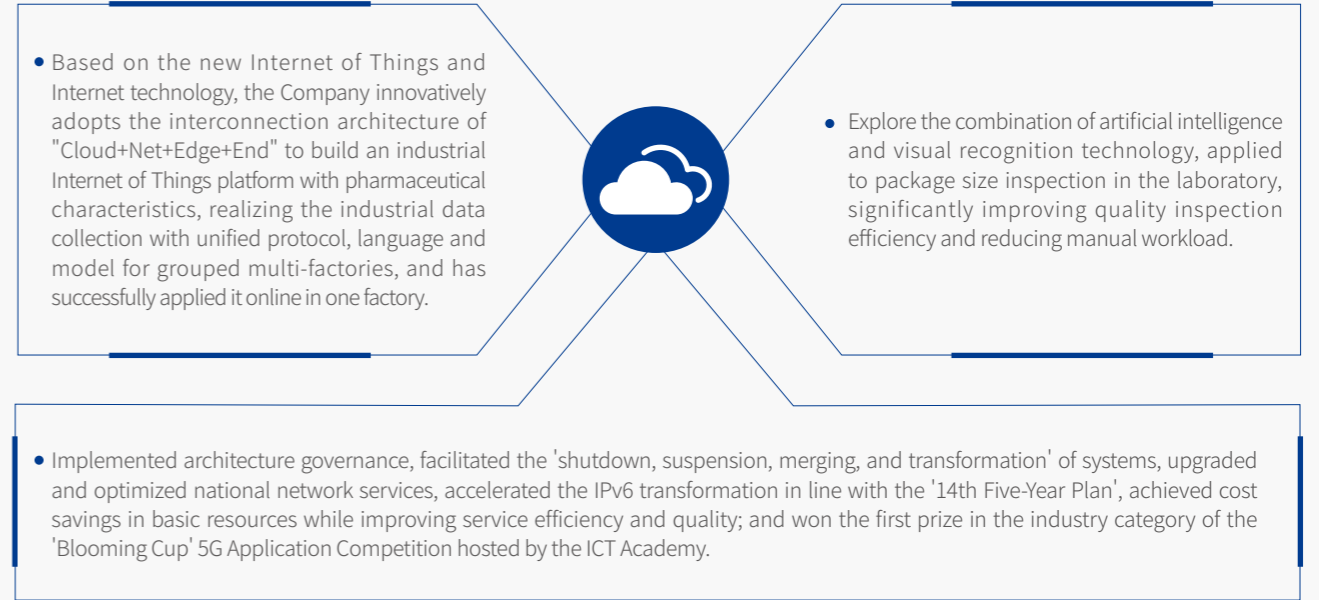 Based on the new Internet of Things and
Internet technology, the Company innovatively
adopts the interconnection architecture of
"Cloud+Net+Edge+End" to build an industrial
Internet of Things platform with pharmaceutical
characteristics, realizing the industrial data
collection with unified protocol, language and
model for grouped multi-factories, and has
successfully applied it online in one factory.
Explore the combination of artificial intelligence
and visual recognition technology, applied
to package size inspection in the laboratory,
significantly improving quality inspection
efficiency and reducing manual workload.
Implemented architecture governance, facilitated the 'shutdown, suspension, merging, and transformation' of systems, upgraded
and optimized national network services, accelerated the IPv6 transformation in line with the '14th Five-Year Plan', achieved cost
savings in basic resources while improving service efficiency and quality; and won the first prize in the industry category of the
'Blooming Cup' 5G Application Competition hosted by the ICT Academy.